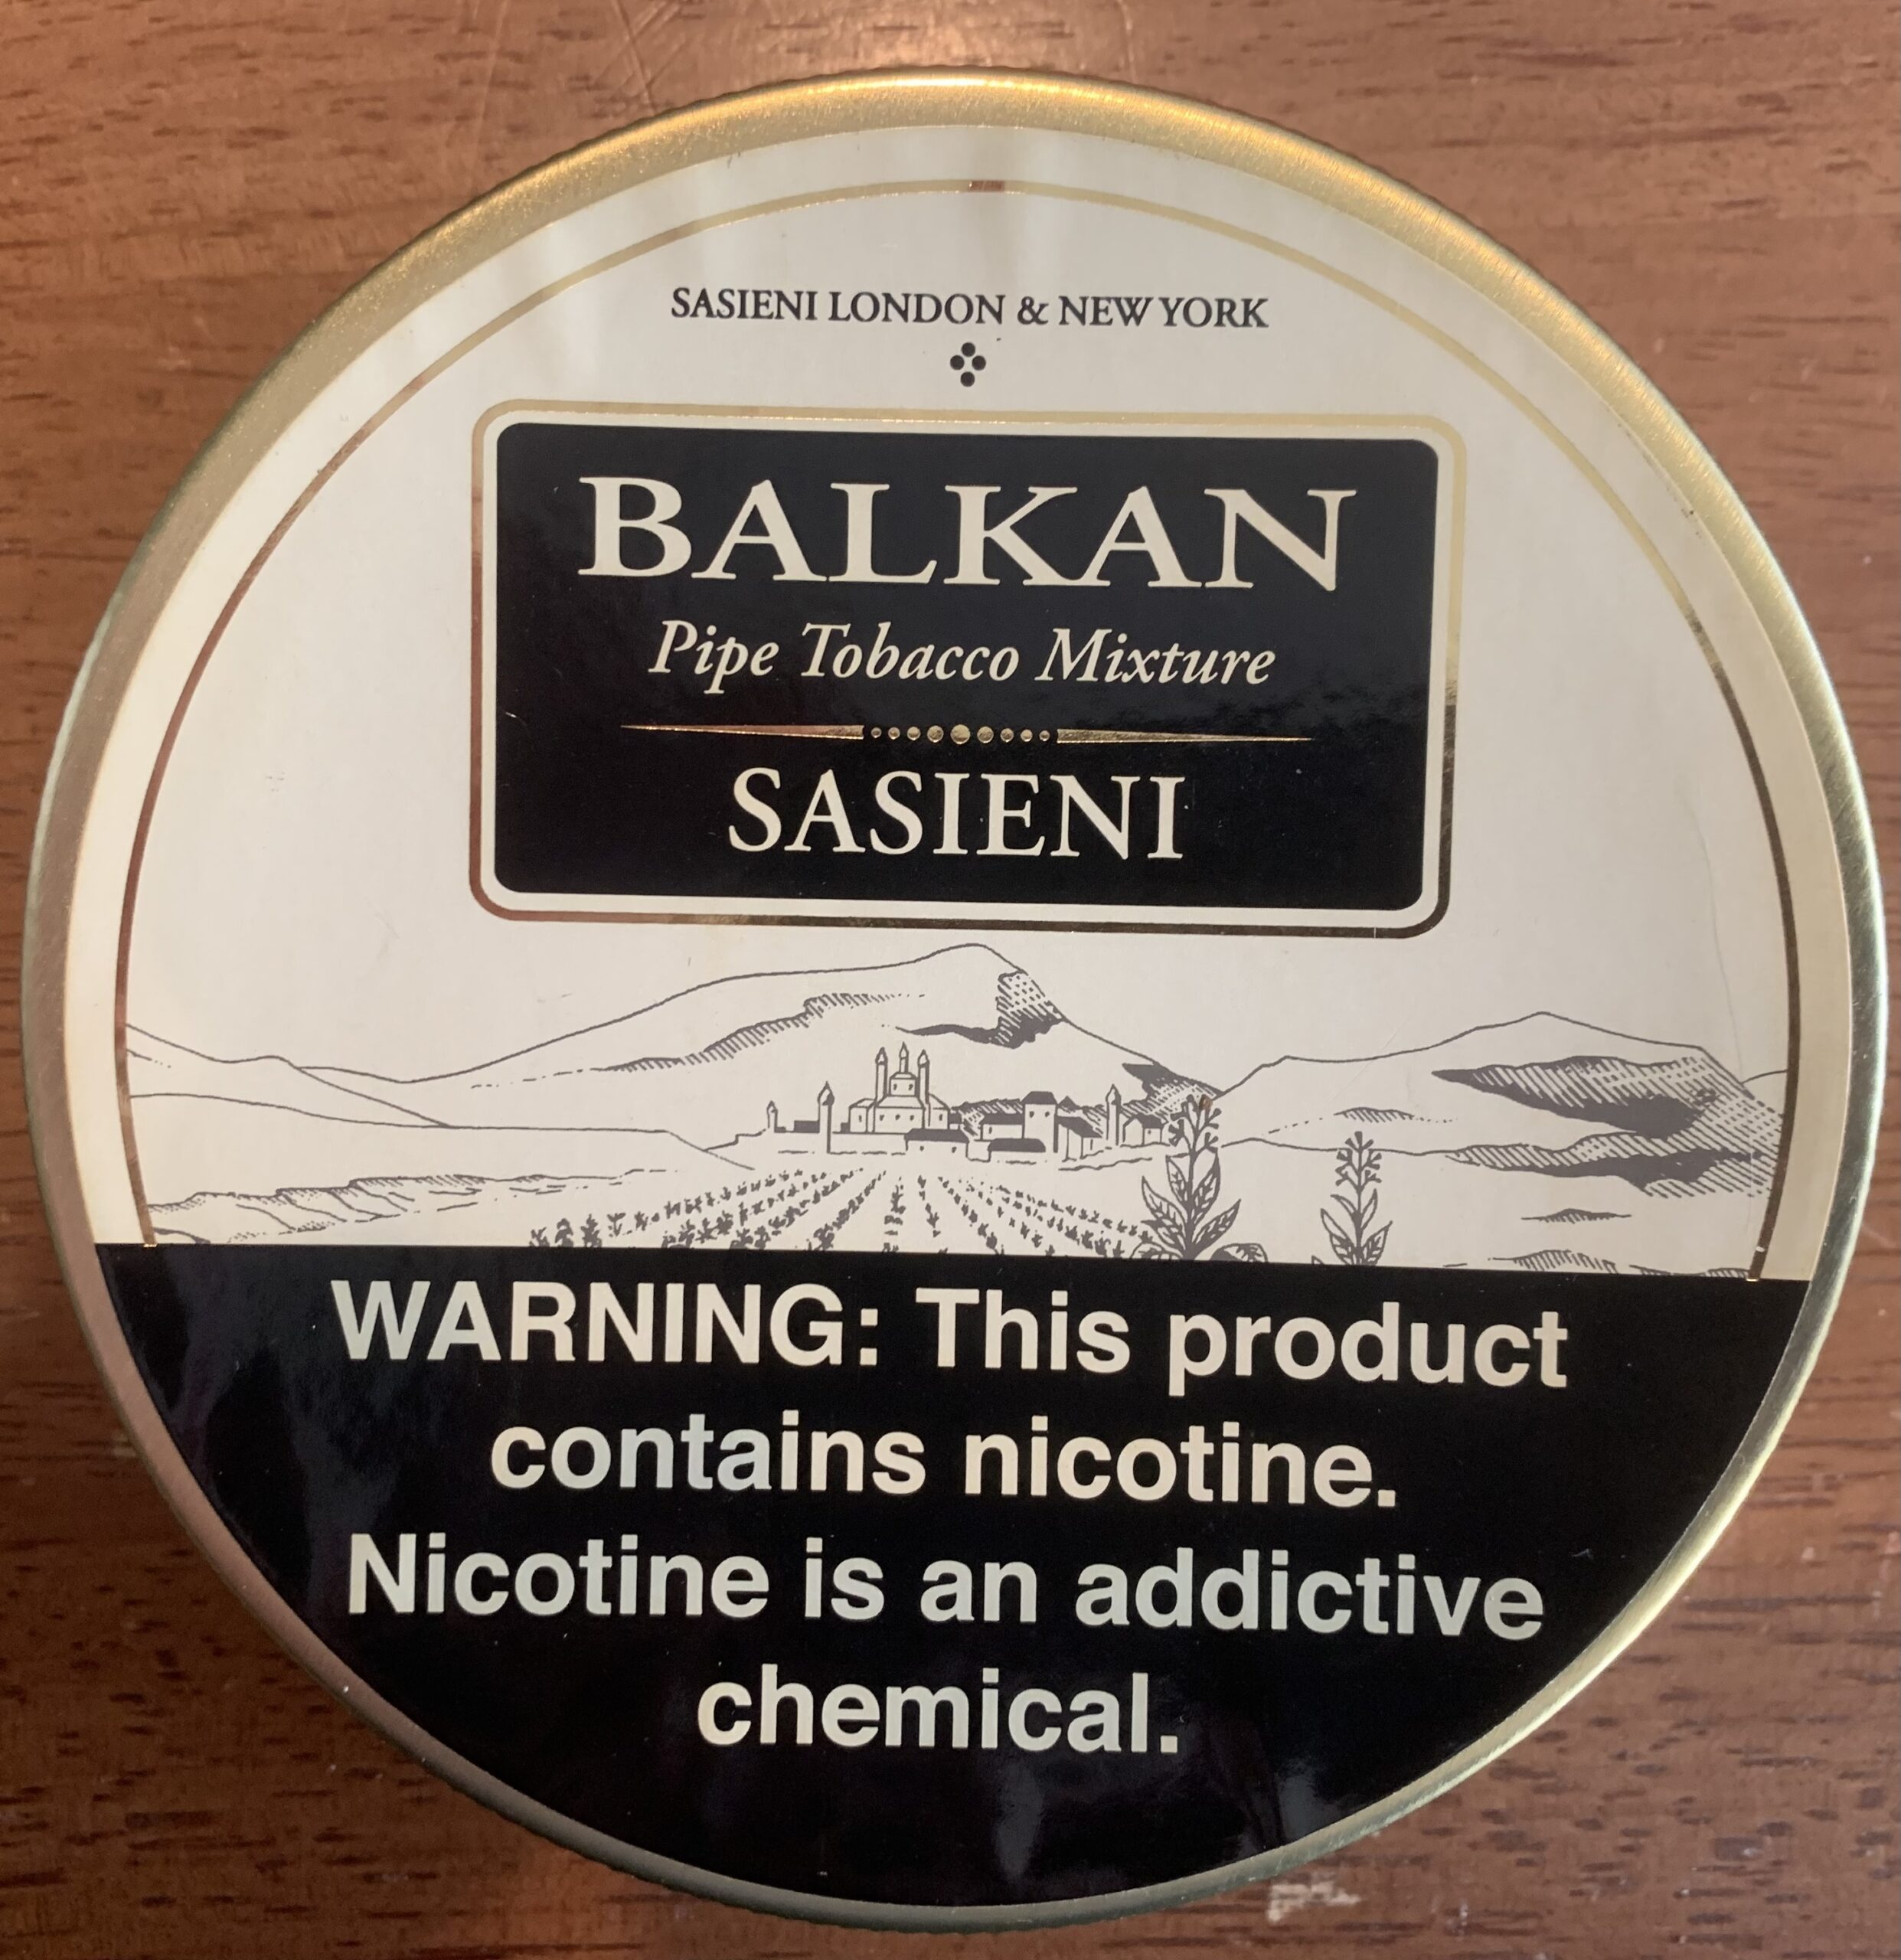 SASIENI LONDON & NEW YORK
BALKAN
Pipe Tobacco Mixture
SASIENI
WARNING: This product
contains nicotine.
Nicotine is an addictive
chemical.